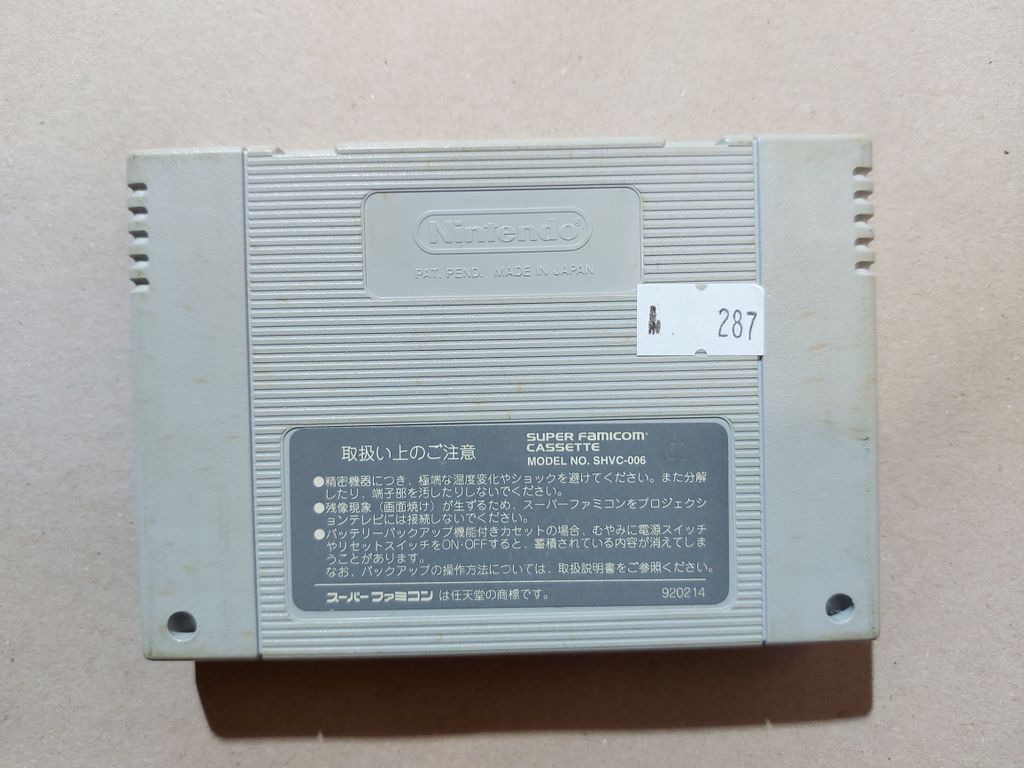 Nintendo®
PAT. PEND. MADE IN JAPAN
287
取扱い上のご注意
SUPER FAMICOM
CASSETTE
MODEL NO. SHVC-006
●精密機器につき、極端な温度変化やショックを避けてください。また分解
したり、端子部を汚したりしないでください。
●残像現象（画面焼け）が生ずるため、スーパーファミコンをプロジェクシ
ョンテレビには接続しないでください。
●バッテリーバックアップ機能付きカセットの場合、むやみに電源スイッチ
やリセットスイッチをON・OFFすると、蓄積されている内容が消えてしま
うことがあります。
なお、バックアップの操作方法については、取扱説明書をご参照ください。
スーパーファミコン は任天堂の商標です。
920214